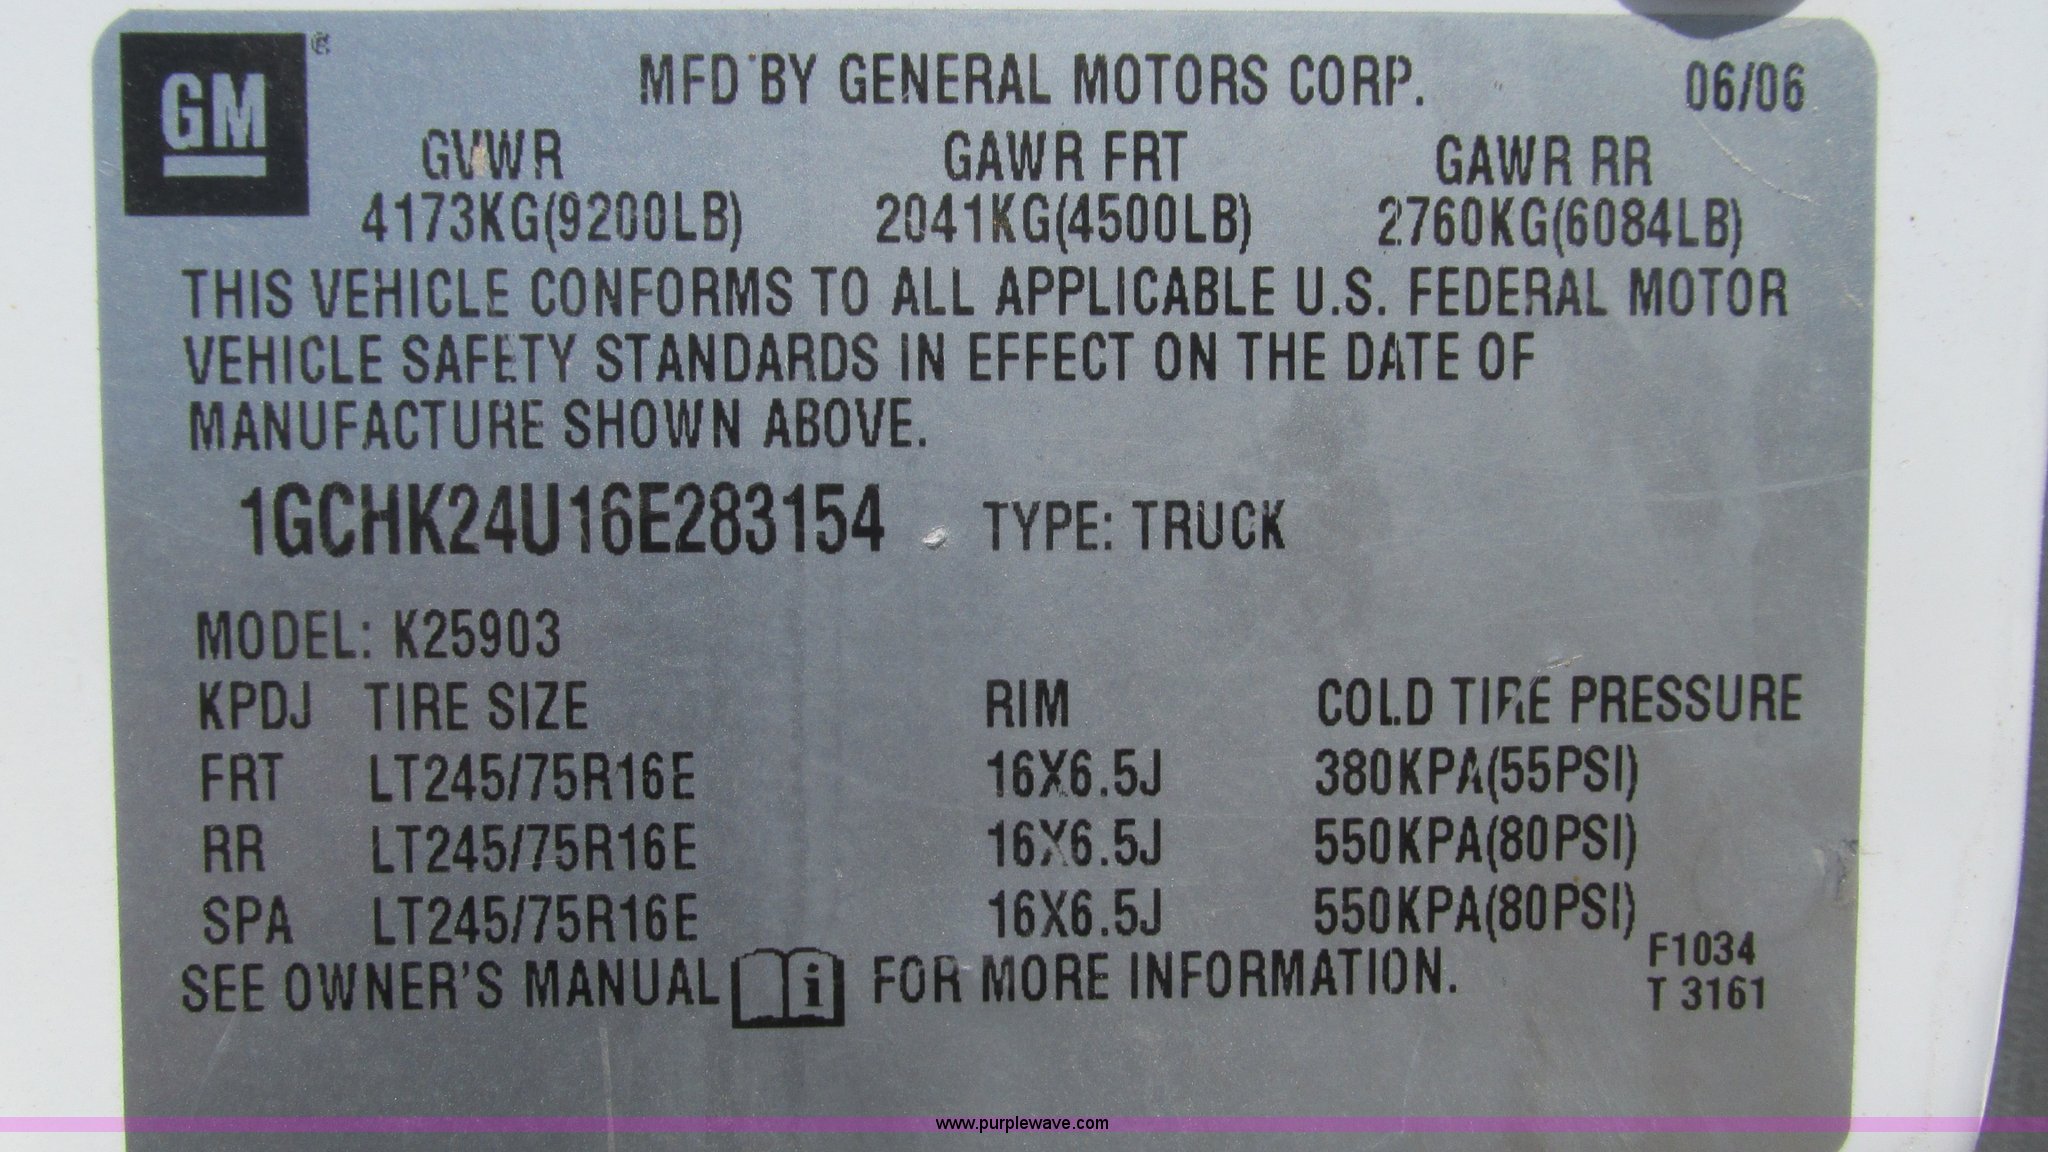 GM ®
MFD BY GENERAL MOTORS CORP. 06/06
GVWR GAWR FRT GAWR RR
4173KG(9200LB) 2041KG(4500LB) 2760KG(6084LB)
THIS VEHICLE CONFORMS TO ALL APPLICABLE U.S. FEDERAL MOTOR
VEHICLE SAFETY STANDARDS IN EFFECT ON THE DATE OF
MANUFACTURE SHOWN ABOVE.
1GCHK24U16E283154 TYPE: TRUCK
MODEL: K25903
KPDJ TIRE SIZE RIM COLD TIRE PRESSURE
FRT LT245/75R16E 16X6.5J 380KPA(55PSI)
RR LT245/75R16E 16X6.5J 550KPA(80PSI)
SPA LT245/75R16E 16X6.5J 550KPA(80PSI)
SEE OWNER'S MANUAL i FOR MORE INFORMATION.
F1034
T 3161
www.purplewave.com